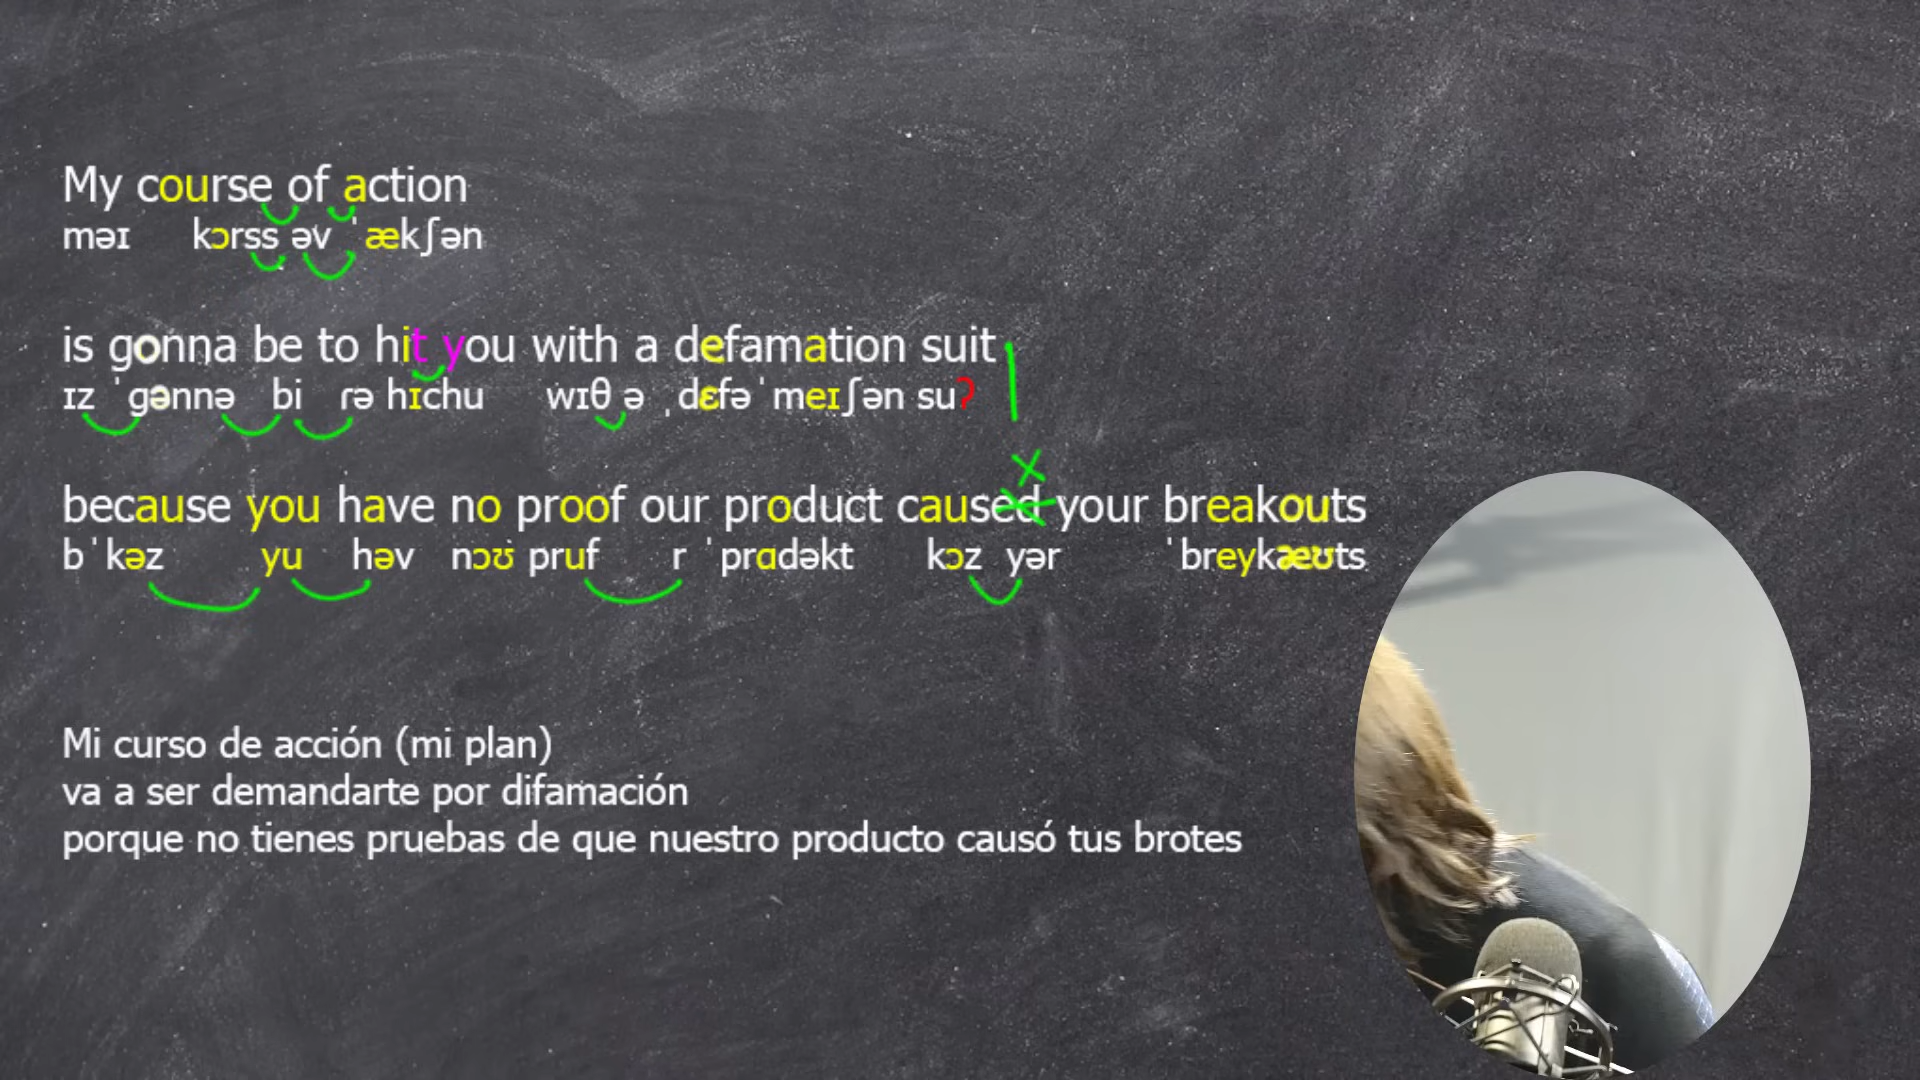 My course of action
məɪ kɔrss əv ˈækʃən
is gonna be to hit you with a defamation suit
ɪz ˈgənnə bi ɾə hɪchu wɪθ ə ˌdɛfəˈmeɪʃən suʔ
because you have no proof our product caused your breakouts
bˈkəz yu həv nɔʊ pruf r ˈprɑdəkt kɔz yər ˈbreykæʊts
Mi curso de acción (mi plan)
va a ser demandarte por difamación
porque no tienes pruebas de que nuestro producto causó tus brotes